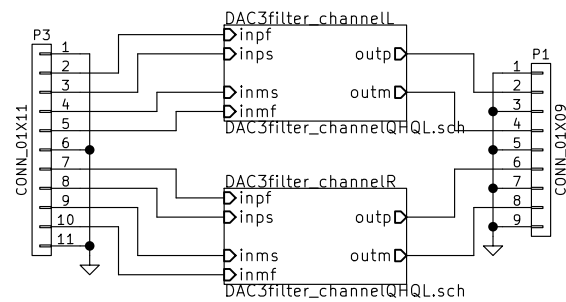 DAC3filter_channelL
P3
inpf
1
inps
outp
P1
2
1
3
inms
outm
2
4
3
5
inmf
4
DAC3filter_channelQHQL.sch
6
5
CONN_01X11
CONN_01X09
7
DAC3filter_channelR
6
8
inpf
7
9
inps
outp
8
10
9
11
inms
outm
inmf
DAC3filter_channelQHQL.sch